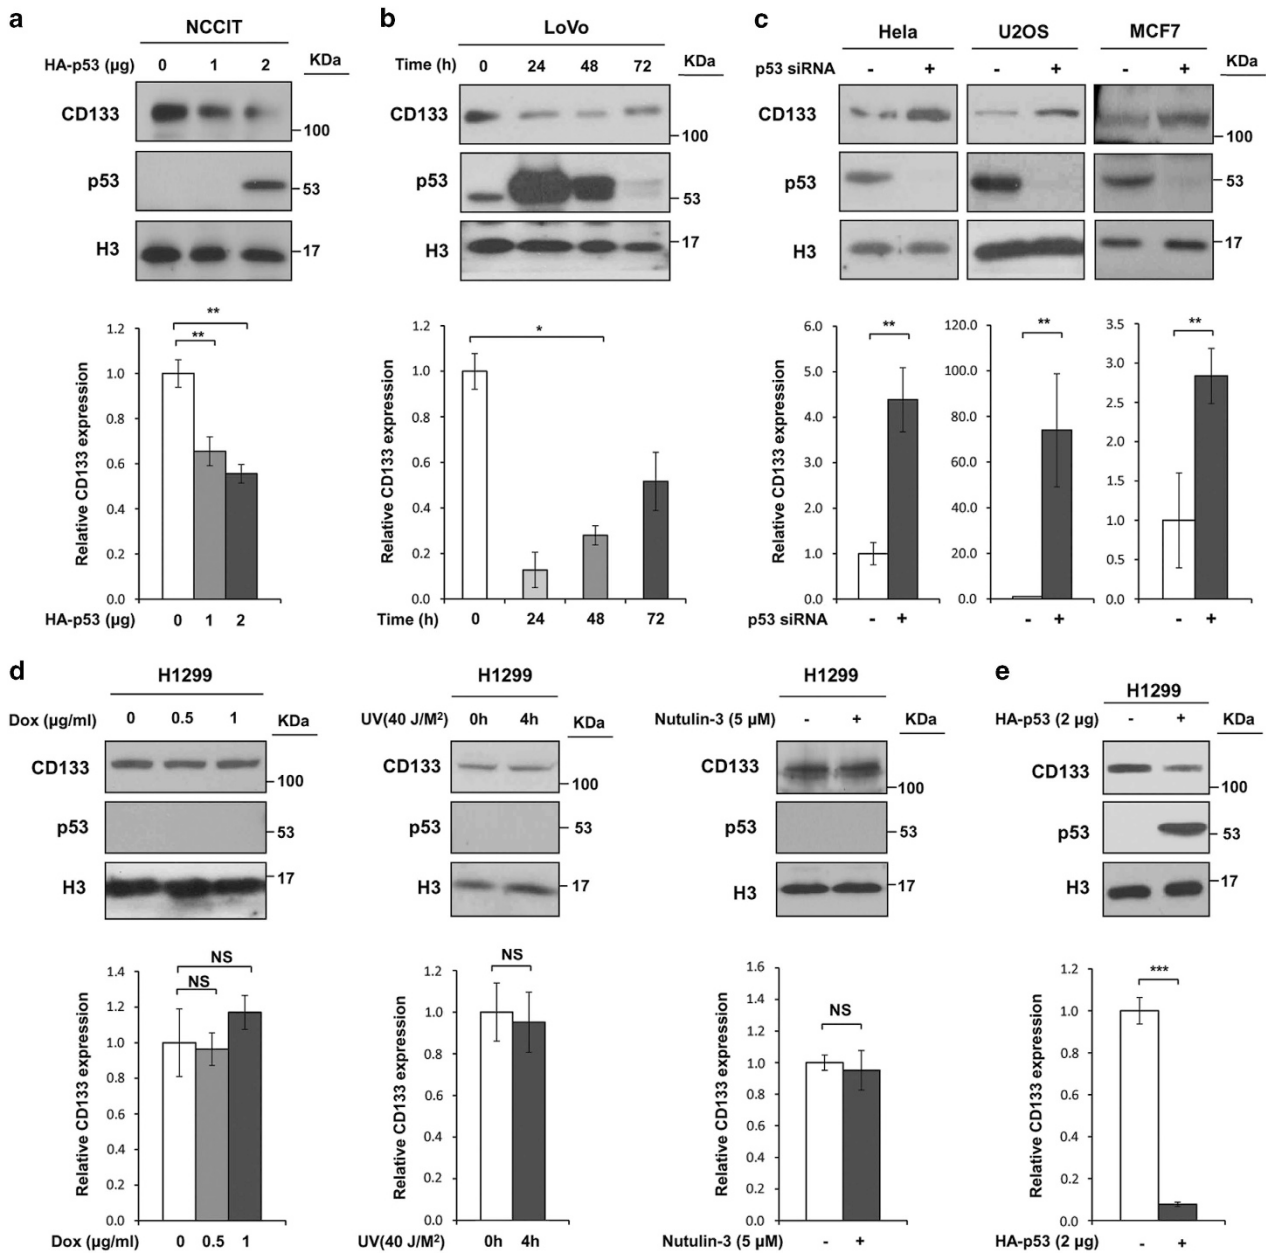 a
NCCIT
HA-p53 (µg) 0 1 2 KDa
CD133
100
p53
53
H3
17
1.2
1.0
0.8
0.6
0.4
0.2
0.0
Relative CD133 expression
**
**
HA-p53 (µg) 0 1 2
b
LoVo
Time (h) 0 24 48 72 KDa
CD133
100
p53
53
H3
17
1.2
1.0
0.8
0.6
0.4
0.2
0.0
Relative CD133 expression
*
Time (h) 0 24 48 72
c
Hela U2OS MCF7
p53 siRNA - + - + - + KDa
CD133
100
p53
53
H3
17
6.0
5.0
4.0
3.0
2.0
1.0
0.0
Relative CD133 expression
**
120.0
100.0
80.0
60.0
40.0
20.0
0.0
**
3.5
3.0
2.5
2.0
1.5
1.0
0.5
0.0
**
p53 siRNA - + - + - +
d
H1299
Dox (µg/ml) 0 0.5 1 KDa
CD133
100
p53
53
H3
17
1.4
1.2
1.0
0.8
0.6
0.4
0.2
0.0
Relative CD133 expression
NS
NS
Dox (µg/ml) 0 0.5 1
H1299
UV(40 J/M²) 0h 4h KDa
CD133
100
p53
53
H3
17
1.2
1.0
0.8
0.6
0.4
0.2
0.0
Relative CD133 expression
NS
UV(40 J/M²) 0h 4h
H1299
Nutulin-3 (5 µM) - + KDa
CD133
100
p53
53
H3
17
1.6
1.4
1.2
1.0
0.8
0.6
0.4
0.2
0.0
Relative CD133 expression
NS
Nutulin-3 (5 µM) - +
e
H1299
HA-p53 (2 µg) - + KDa
CD133
100
p53
53
H3
17
1.2
1.0
0.8
0.6
0.4
0.2
0.0
Relative CD133 expression
***
HA-p53 (2 µg) - +